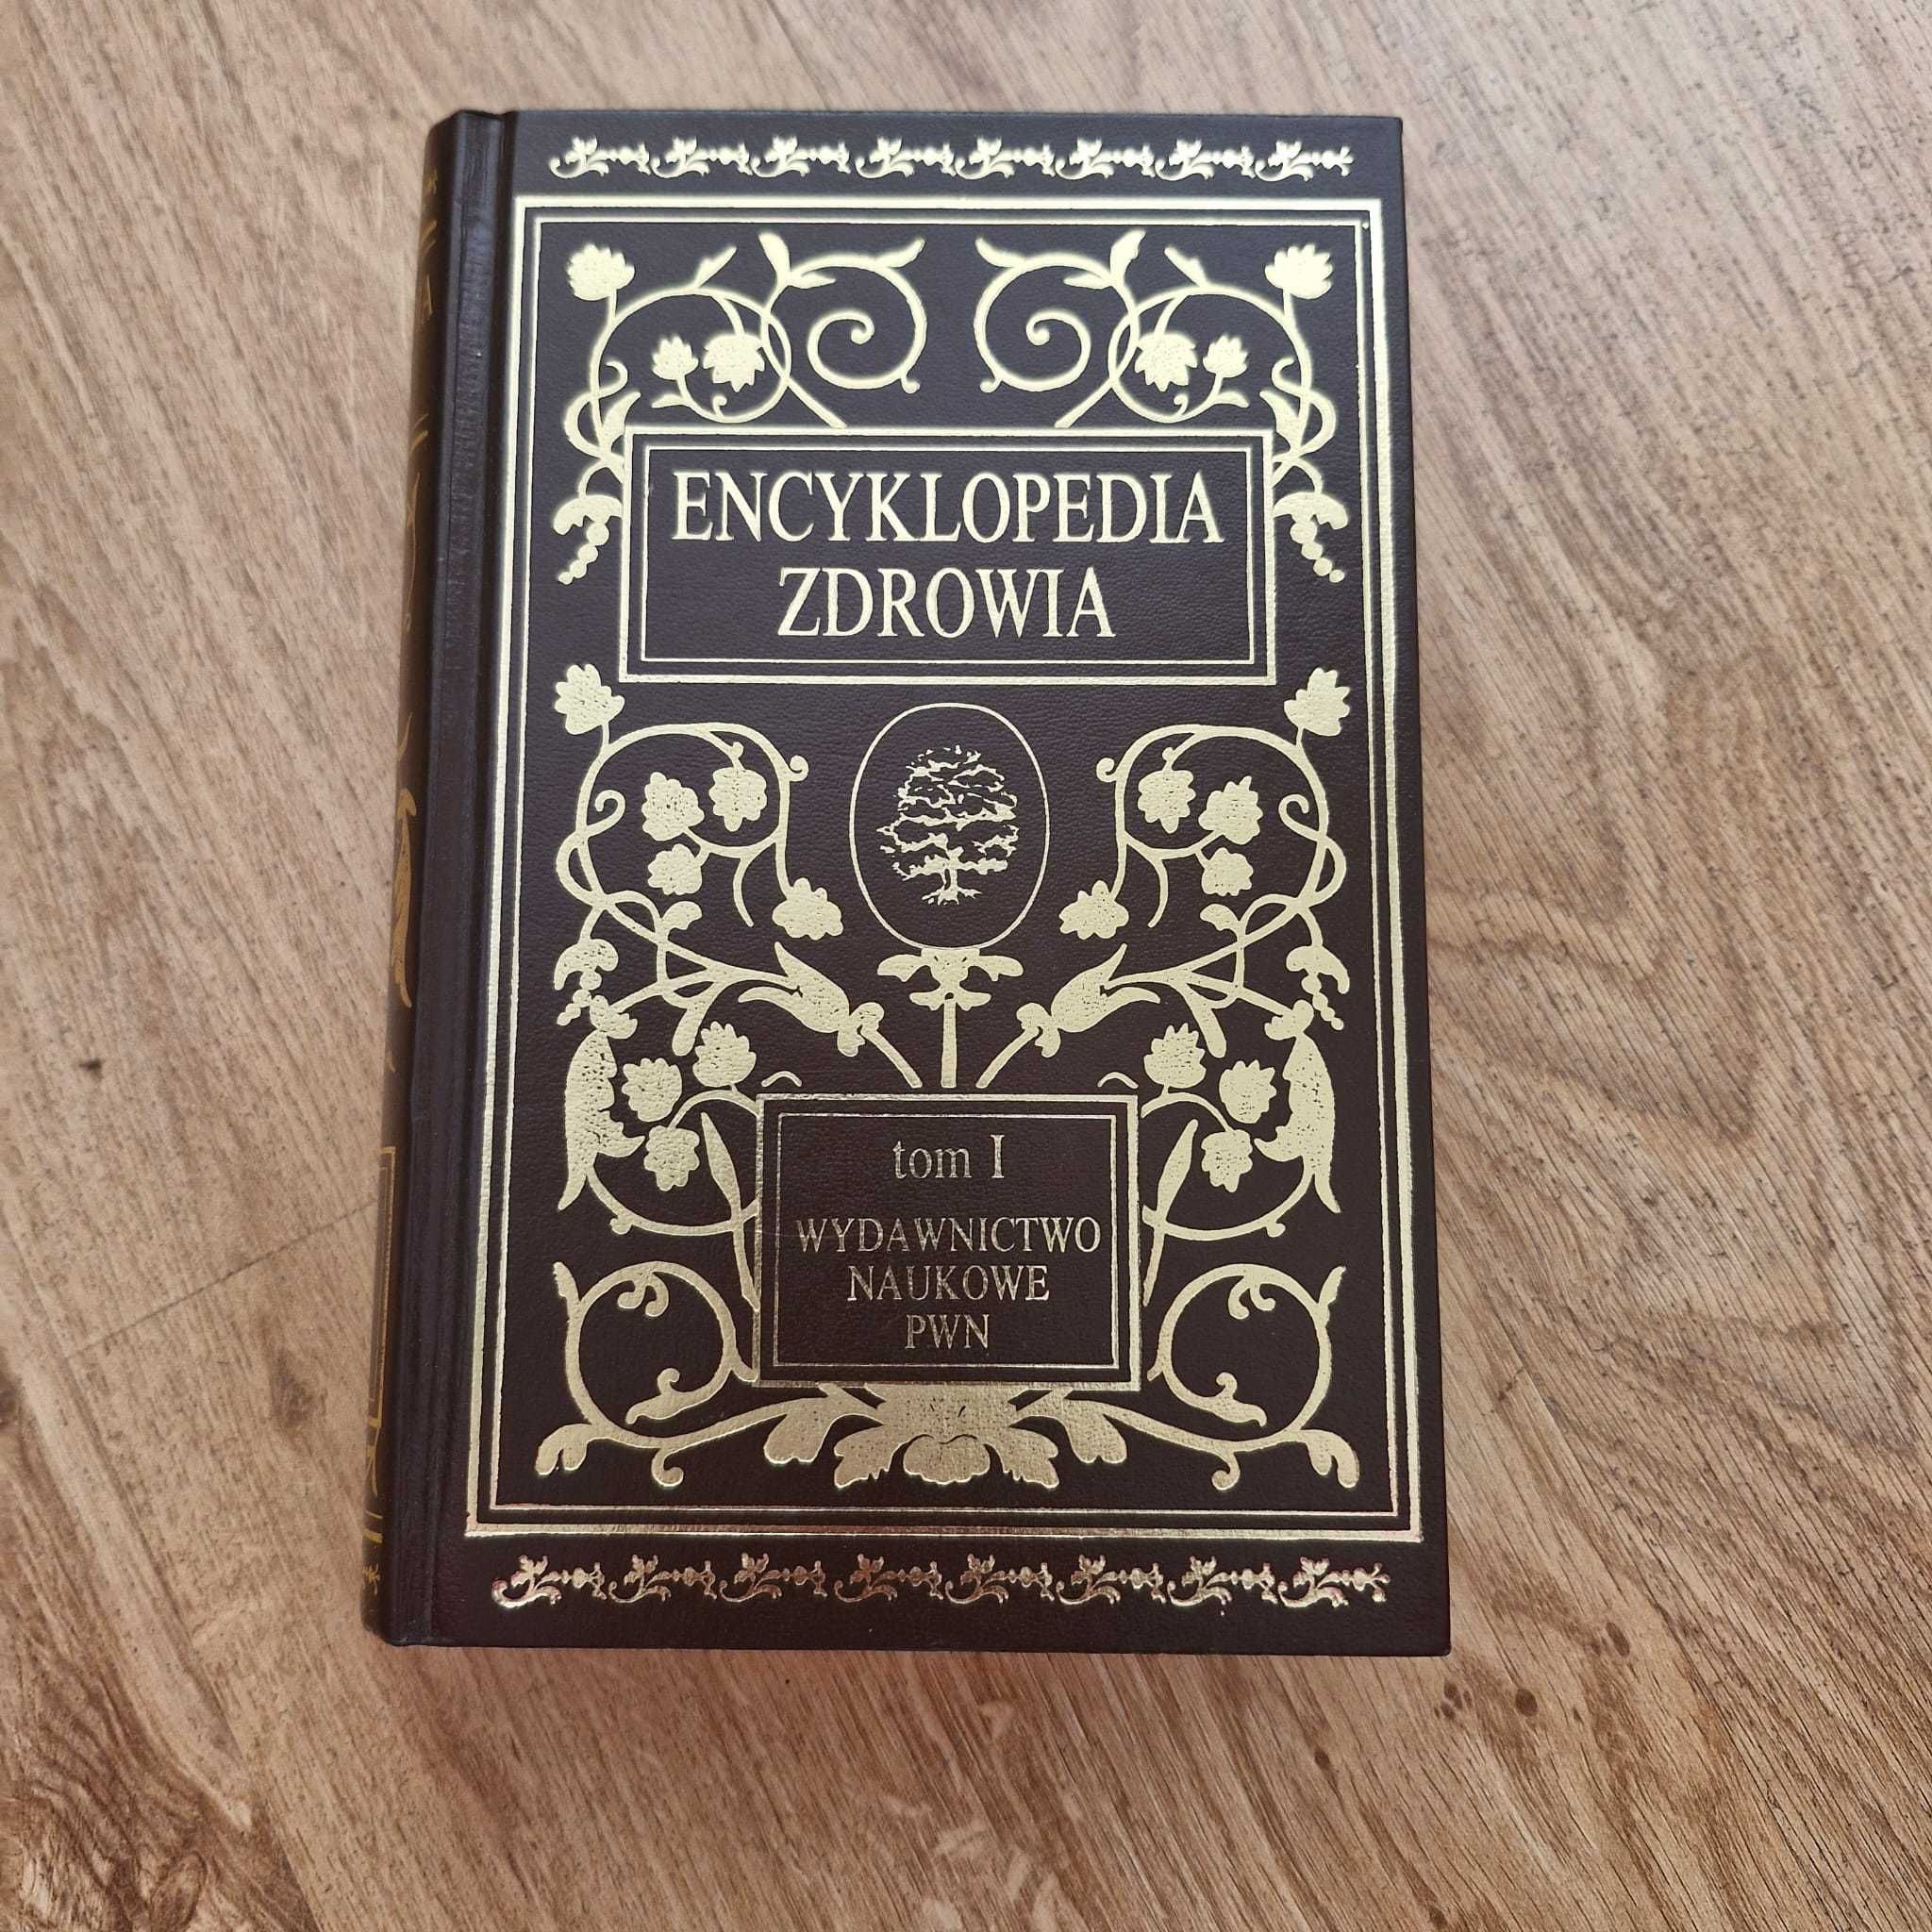 ENCYKLOPEDIA
ZDROWIA
tom I
WYDAWNICTWO
NAUKOWE
PWN